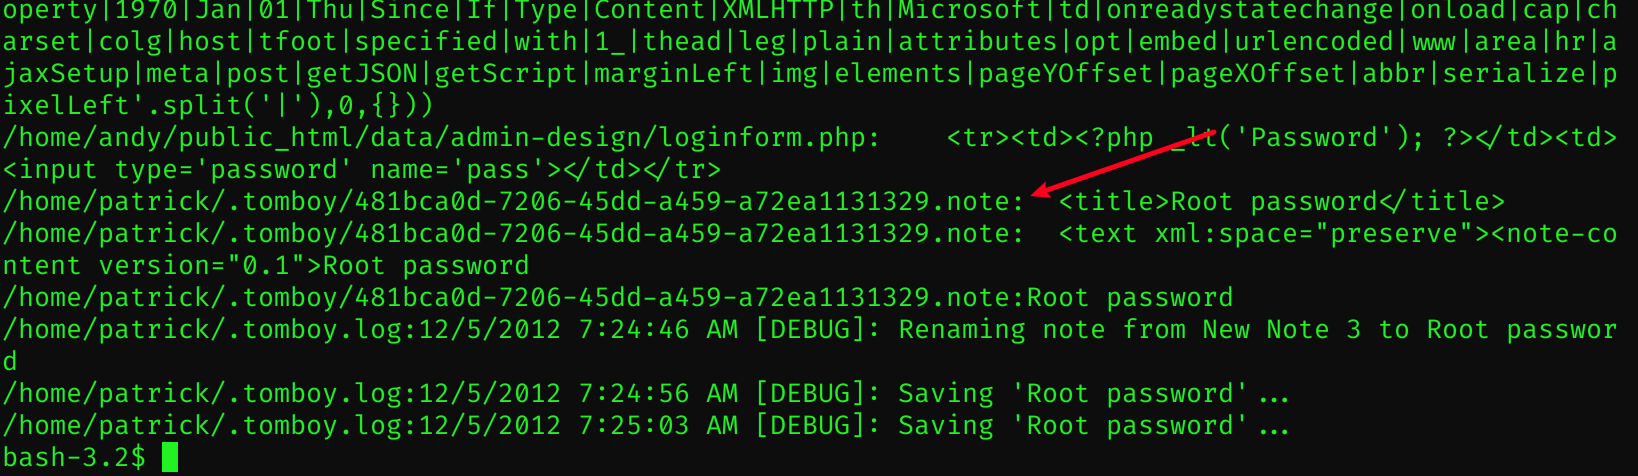 operty|1970|Jan|01|Thu|Since|If|Type|Content|XMLHTTP|th|Microsoft|td|onreadystatechange|onload|cap|ch
arset|colg|host|tfoot|specified|with|1_|thead|leg|plain|attributes|opt|embed|urlencoded|www|area|hr|a
jaxSetup|meta|post|getJSON|getScript|marginLeft|img|elements|pageYOffset|pageXOffset|abbr|serialize|p
ixelLeft'.split('|'),0,{}))
/home/andy/public_html/data/admin-design/loginform.php:    <tr><td><?php _lt('Password'); ?></td><td>
<input type='password' name='pass'></td></tr>
/home/patrick/.tomboy/481bca0d-7206-45dd-a459-a72ea1131329.note:  <title>Root password</title>
/home/patrick/.tomboy/481bca0d-7206-45dd-a459-a72ea1131329.note:  <text xml:space="preserve"><note-co
ntent version="0.1">Root password
/home/patrick/.tomboy/481bca0d-7206-45dd-a459-a72ea1131329.note:Root password
/home/patrick/.tomboy.log:12/5/2012 7:24:46 AM [DEBUG]: Renaming note from New Note 3 to Root passwor
d
/home/patrick/.tomboy.log:12/5/2012 7:24:56 AM [DEBUG]: Saving 'Root password'...
/home/patrick/.tomboy.log:12/5/2012 7:25:03 AM [DEBUG]: Saving 'Root password'...
bash-3.2$